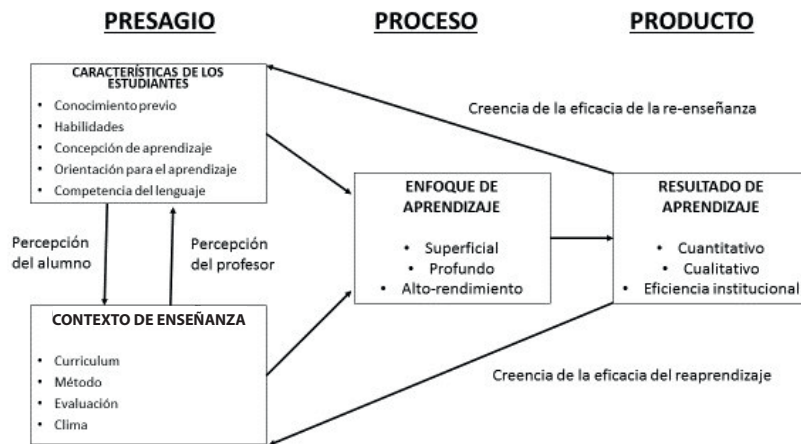 PRESAGIO
PROCESO
PRODUCTO
CARACTERÍSTICAS DE LOS
ESTUDIANTES
• Conocimiento previo
• Habilidades
• Concepción de aprendizaje
• Orientación para el aprendizaje
• Competencia del lenguaje
Creencia de la eficacia de la re-enseñanza
ENFOQUE DE
APRENDIZAJE
• Superficial
• Profundo
• Alto-rendimiento
RESULTADO DE
APRENDIZAJE
• Cuantitativo
• Cualitativo
• Eficiencia institucional
Percepción
del alumno
Percepción
del profesor
CONTEXTO DE ENSEÑANZA
• Curriculum
• Método
• Evaluación
• Clima
Creencia de la eficacia del reaprendizaje